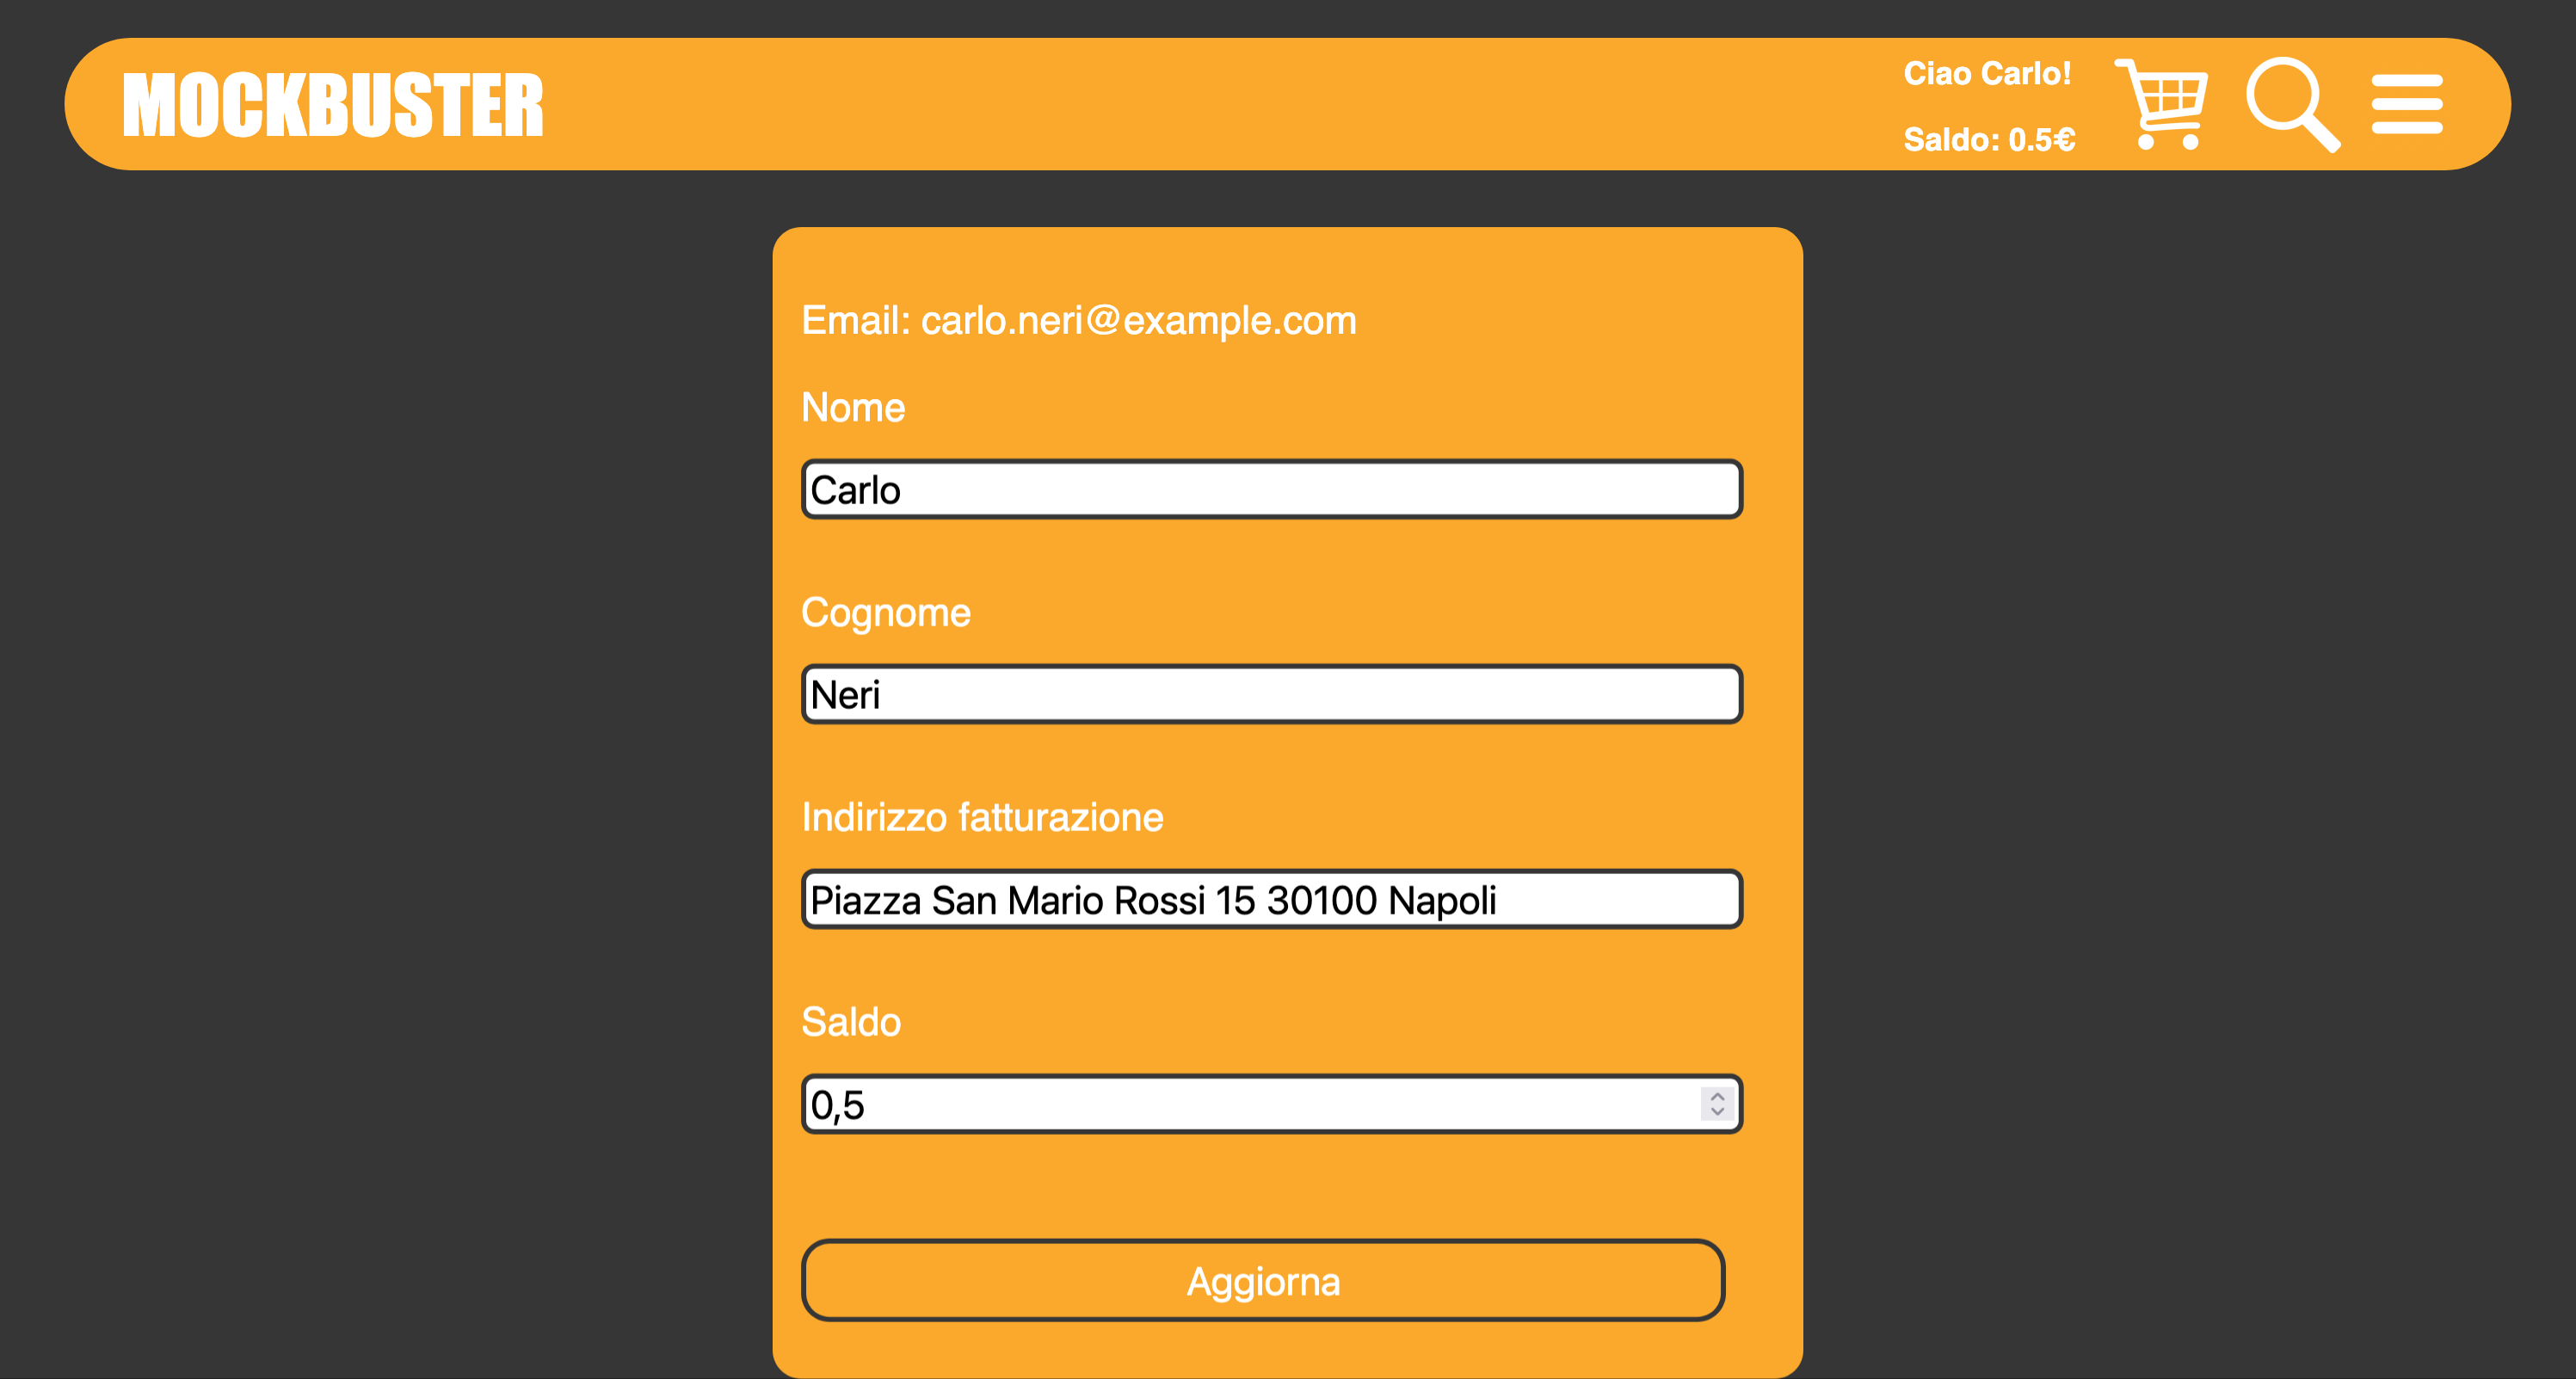 MOCKBUSTER
Ciao Carlo!
Saldo: 0.5€
Email: carlo.neri@example.com
Nome
Carlo
Cognome
Neri
Indirizzo fatturazione
Piazza San Mario Rossi 15 30100 Napoli
Saldo
0,5
Aggiorna